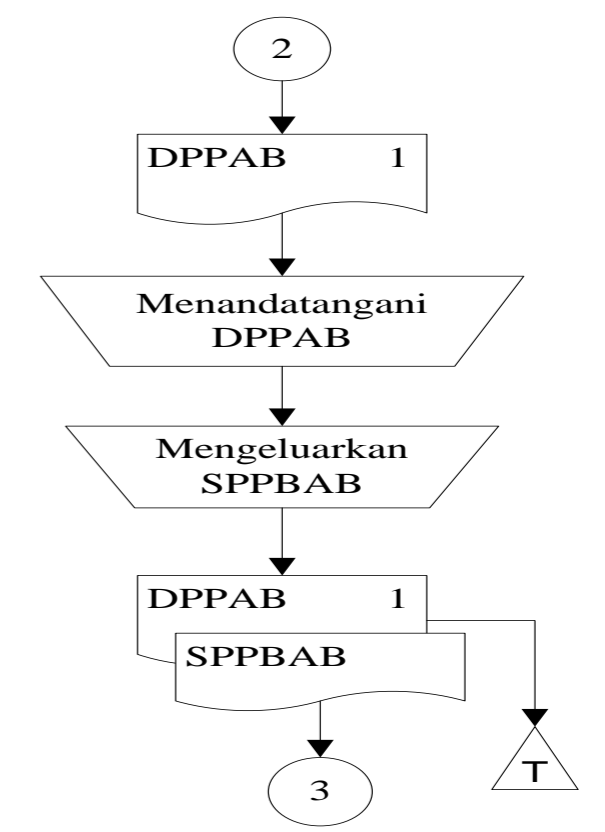 2
DPPAB 1
Menandatangani
DPPAB
Mengeluarkan
SPPBAB
DPPAB 1
SPPBAB
T
3